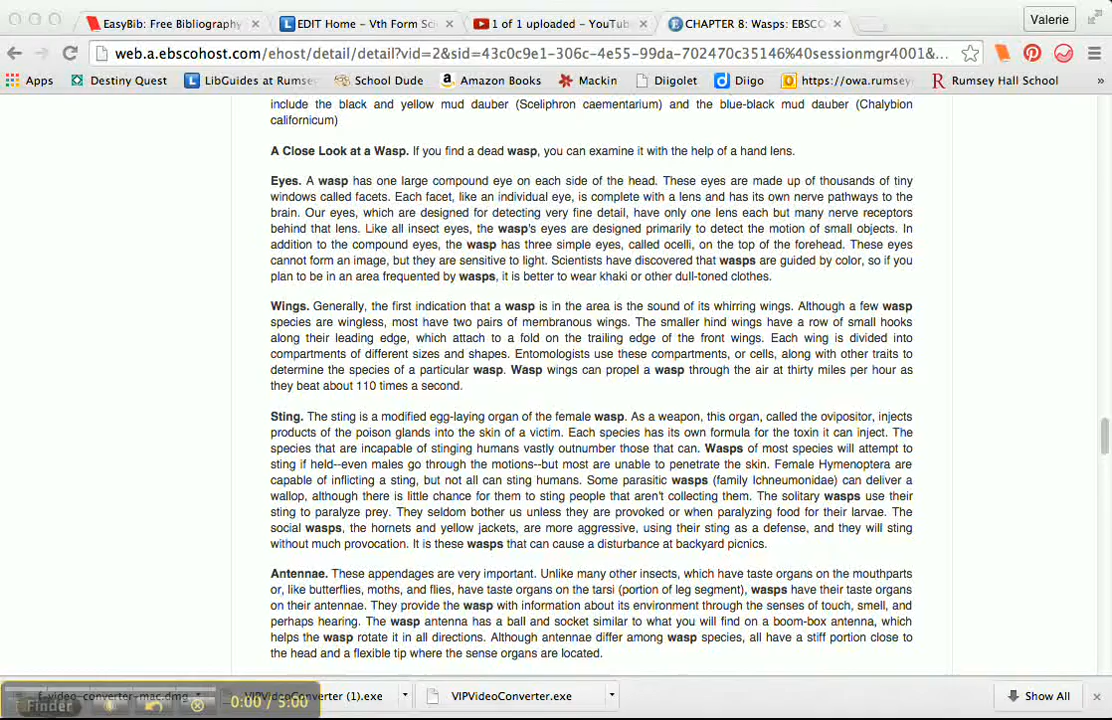 EasyBib: Free Bibliography
EDIT Home – Vth Form Sci
1 of 1 uploaded – YouTub
CHAPTER 8: Wasps: EBSCO
Valerie
web.a.ebscohost.com/ehost/detail/detail?vid=2&sid=43c0c9e1-306c-4e55-99da-702470c35146%40sessionmgr4001&...
Apps
Destiny Quest
LibGuides at Rumse
School Dude
Amazon Books
Mackin
Diigolet
Diigo
https://owa.rumsey
Rumsey Hall School
»
include the black and yellow mud dauber (Sceliphron caementarium) and the blue-black mud dauber (Chalybion
californicum)
A Close Look at a Wasp. If you find a dead wasp, you can examine it with the help of a hand lens.
Eyes. A wasp has one large compound eye on each side of the head. These eyes are made up of thousands of tiny
windows called facets. Each facet, like an individual eye, is complete with a lens and has its own nerve pathways to the
brain. Our eyes, which are designed for detecting very fine detail, have only one lens each but many nerve receptors
behind that lens. Like all insect eyes, the wasp's eyes are designed primarily to detect the motion of small objects. In
addition to the compound eyes, the wasp has three simple eyes, called ocelli, on the top of the forehead. These eyes
cannot form an image, but they are sensitive to light. Scientists have discovered that wasps are guided by color, so if you
plan to be in an area frequented by wasps, it is better to wear khaki or other dull-toned clothes.
Wings. Generally, the first indication that a wasp is in the area is the sound of its whirring wings. Although a few wasp
species are wingless, most have two pairs of membranous wings. The smaller hind wings have a row of small hooks
along their leading edge, which attach to a fold on the trailing edge of the front wings. Each wing is divided into
compartments of different sizes and shapes. Entomologists use these compartments, or cells, along with other traits to
determine the species of a particular wasp. Wasp wings can propel a wasp through the air at thirty miles per hour as
they beat about 110 times a second.
Sting. The sting is a modified egg-laying organ of the female wasp. As a weapon, this organ, called the ovipositor, injects
products of the poison glands into the skin of a victim. Each species has its own formula for the toxin it can inject. The
species that are incapable of stinging humans vastly outnumber those that can. Wasps of most species will attempt to
sting if held--even males go through the motions--but most are unable to penetrate the skin. Female Hymenoptera are
capable of inflicting a sting, but not all can sting humans. Some parasitic wasps (family Ichneumonidae) can deliver a
wallop, although there is little chance for them to sting people that aren't collecting them. The solitary wasps use their
sting to paralyze prey. They seldom bother us unless they are provoked or when paralyzing food for their larvae. The
social wasps, the hornets and yellow jackets, are more aggressive, using their sting as a defense, and they will sting
without much provocation. It is these wasps that can cause a disturbance at backyard picnics.
Antennae. These appendages are very important. Unlike many other insects, which have taste organs on the mouthparts
or, like butterflies, moths, and flies, have taste organs on the tarsi (portion of leg segment), wasps have their taste organs
on their antennae. They provide the wasp with information about its environment through the senses of touch, smell, and
perhaps hearing. The wasp antenna has a ball and socket similar to what you will find on a boom-box antenna, which
helps the wasp rotate it in all directions. Although antennae differ among wasp species, all have a stiff portion close to
the head and a flexible tip where the sense organs are located.
F-video-converter-mac.dmg
VIPVideoConverter (1).exe
VIPVideoConverter.exe
Show All
Finder
0:00 / 5:00